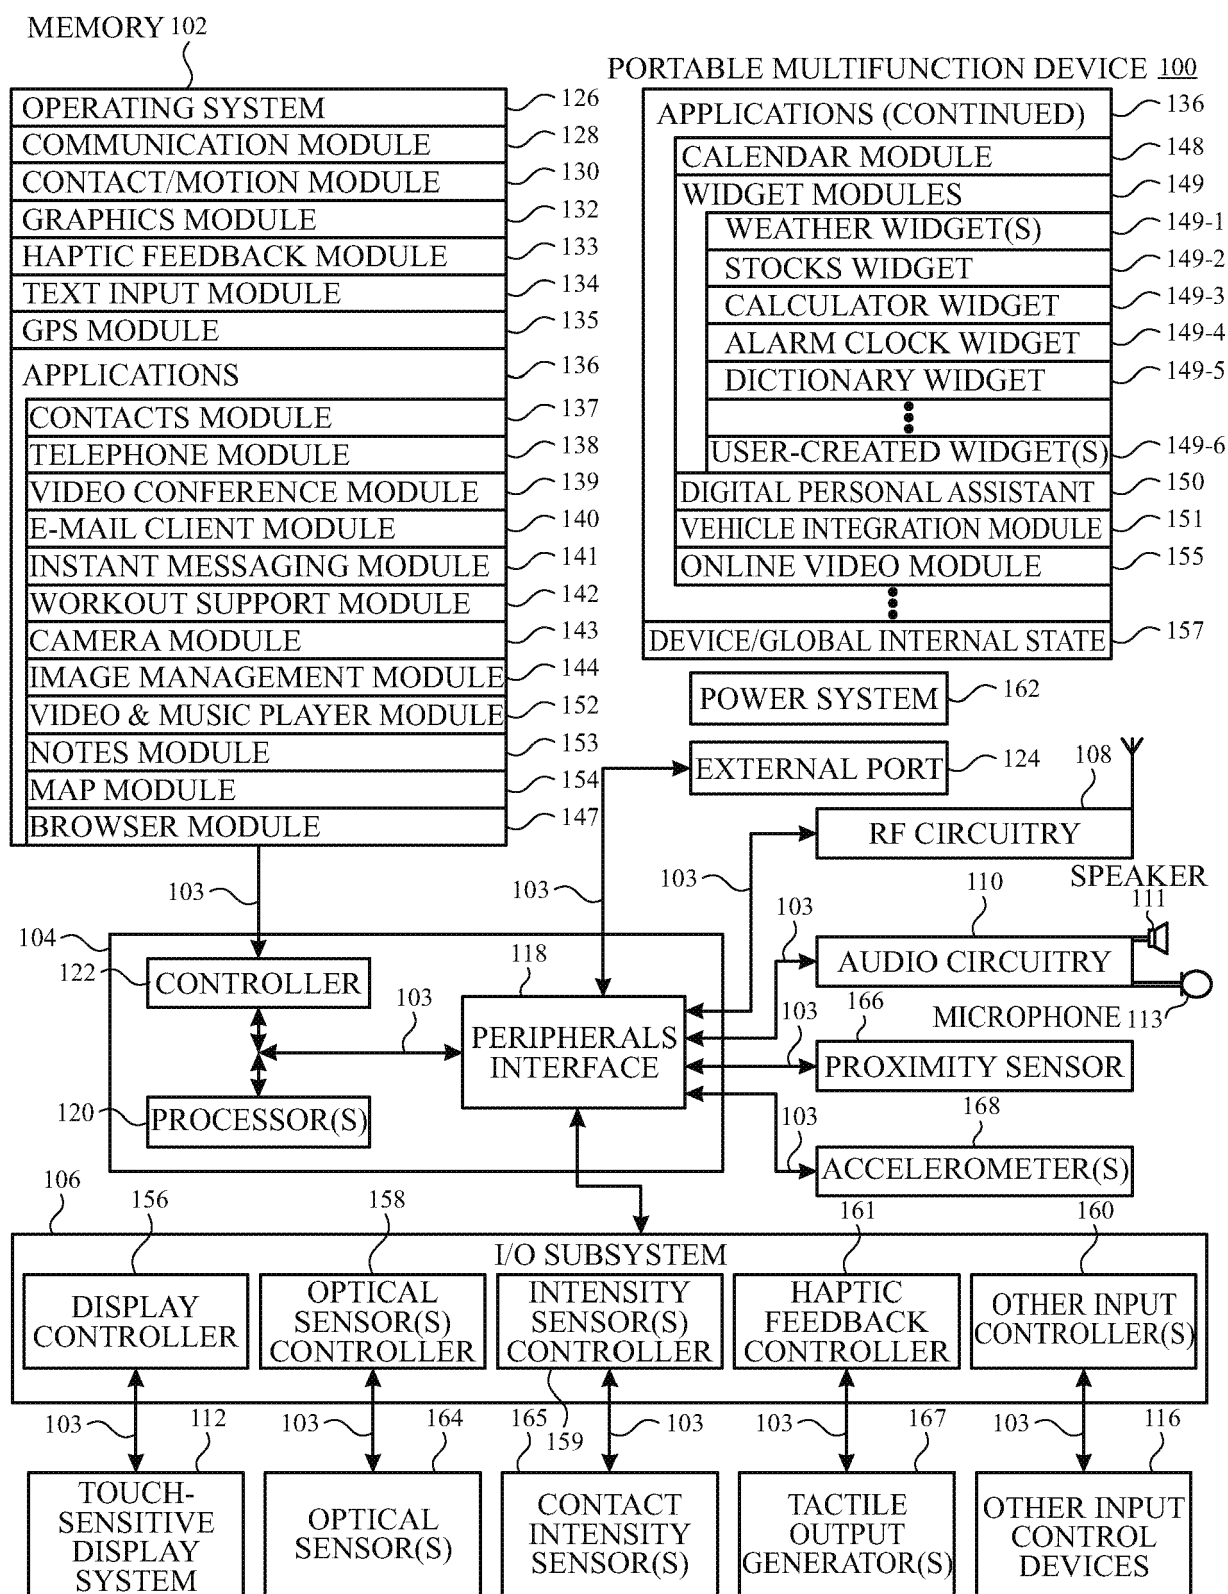 MEMORY 102
OPERATING SYSTEM 126
COMMUNICATION MODULE 128
CONTACT/MOTION MODULE 130
GRAPHICS MODULE 132
HAPTIC FEEDBACK MODULE 133
TEXT INPUT MODULE 134
GPS MODULE 135
APPLICATIONS 136
CONTACTS MODULE 137
TELEPHONE MODULE 138
VIDEO CONFERENCE MODULE 139
E-MAIL CLIENT MODULE 140
INSTANT MESSAGING MODULE 141
WORKOUT SUPPORT MODULE 142
CAMERA MODULE 143
IMAGE MANAGEMENT MODULE 144
VIDEO & MUSIC PLAYER MODULE 152
NOTES MODULE 153
MAP MODULE 154
BROWSER MODULE 147
PORTABLE MULTIFUNCTION DEVICE 100
APPLICATIONS (CONTINUED) 136
CALENDAR MODULE 148
WIDGET MODULES 149
WEATHER WIDGET(S) 149-1
STOCKS WIDGET 149-2
CALCULATOR WIDGET 149-3
ALARM CLOCK WIDGET 149-4
DICTIONARY WIDGET 149-5
USER-CREATED WIDGET(S) 149-6
DIGITAL PERSONAL ASSISTANT 150
VEHICLE INTEGRATION MODULE 151
ONLINE VIDEO MODULE 155
DEVICE/GLOBAL INTERNAL STATE 157
POWER SYSTEM 162
EXTERNAL PORT 124
108
RF CIRCUITRY
103 103 103
SPEAKER
111
110
103
AUDIO CIRCUITRY
MICROPHONE 113
104
122 CONTROLLER
118
103
PERIPHERALS
INTERFACE
120 PROCESSOR(S)
166
103
PROXIMITY SENSOR
103 168
ACCELEROMETER(S)
106 156 158 161 160
I/O SUBSYSTEM
DISPLAY
CONTROLLER
OPTICAL
SENSOR(S)
CONTROLLER
INTENSITY
SENSOR(S)
CONTROLLER
HAPTIC
FEEDBACK
CONTROLLER
OTHER INPUT
CONTROLLER(S)
103 112 103 164 165 159 103 103 167 103 116
TOUCH-
SENSITIVE
DISPLAY
SYSTEM
OPTICAL
SENSOR(S)
CONTACT
INTENSITY
SENSOR(S)
TACTILE
OUTPUT
GENERATOR(S)
OTHER INPUT
CONTROL
DEVICES